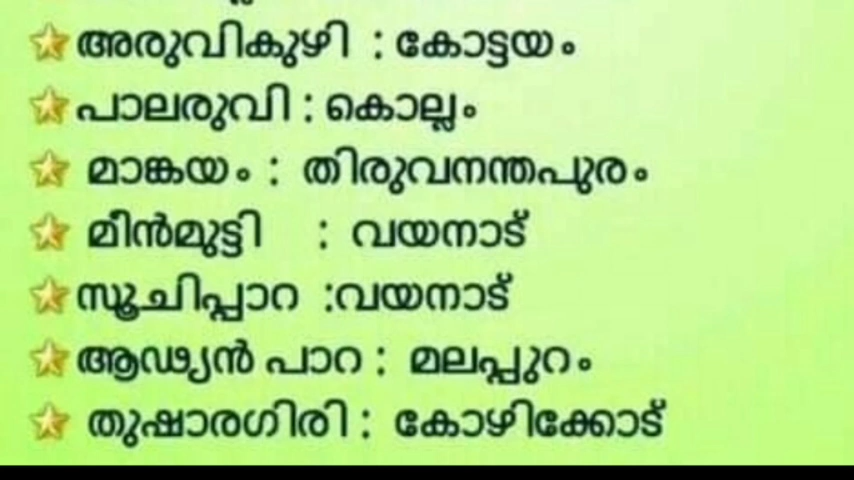 അരുവികുഴി : കോട്ടയം
പാലരുവി : കൊല്ലം
മാങ്കയം : തിരുവനന്തപുരം
മീൻമുട്ടി : വയനാട്
സൂചിപ്പാറ :വയനാട്
ആഢ്യൻ പാറ : മലപ്പുറം
തുഷാരഗിരി : കോഴിക്കോട്